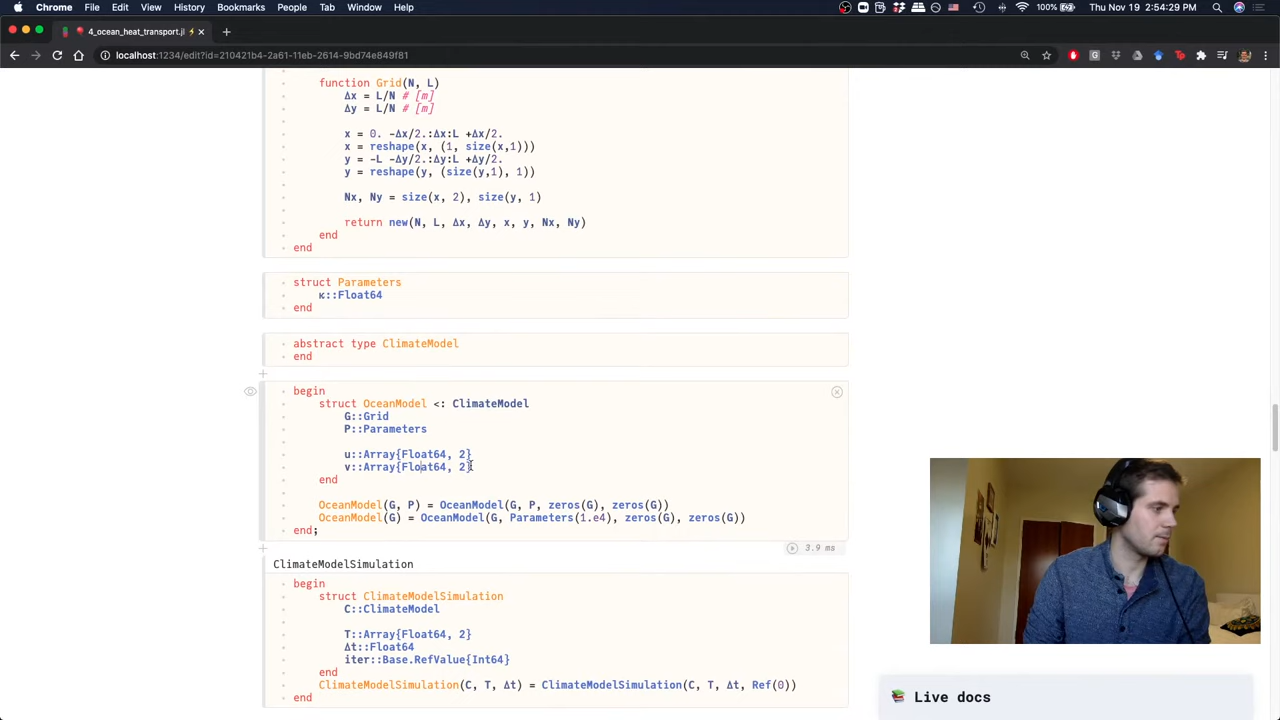 Chrome File Edit View History Bookmarks People Tab Window Help 100% Thu Nov 19 2:54:29 PM
4_ocean_heat_transport.jl
localhost:1234/edit?id=210421b4-2a61-11eb-2614-9bd74e849f81
function Grid(N, L)
Δx = L/N # [m]
Δy = L/N # [m]
x = 0. -Δx/2.:Δx:L +Δx/2.
x = reshape(x, (1, size(x,1)))
y = -L -Δy/2.:Δy:L +Δy/2.
y = reshape(y, (size(y,1), 1))
Nx, Ny = size(x, 2), size(y, 1)
return new(N, L, Δx, Δy, x, y, Nx, Ny)
end
end
struct Parameters
κ::Float64
end
abstract type ClimateModel
end
begin
struct OceanModel <: ClimateModel
G::Grid
P::Parameters
u::Array{Float64, 2}
v::Array{Float64, 2}
end
OceanModel(G, P) = OceanModel(G, P, zeros(G), zeros(G))
OceanModel(G) = OceanModel(G, Parameters(1.e4), zeros(G), zeros(G))
end;
3.9 ms
ClimateModelSimulation
begin
struct ClimateModelSimulation
C::ClimateModel
T::Array{Float64, 2}
Δt::Float64
iter::Base.RefValue{Int64}
end
ClimateModelSimulation(C, T, Δt) = ClimateModelSimulation(C, T, Δt, Ref(0))
end
Live docs